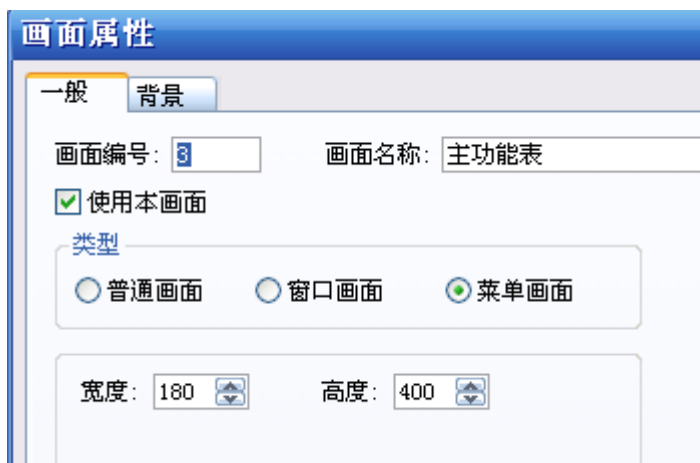 画面属性
一般 背景
画面编号: 3 画面名称: 主功能表
使用本画面
类型
普通画面 窗口画面 菜单画面
宽度: 180 高度: 400